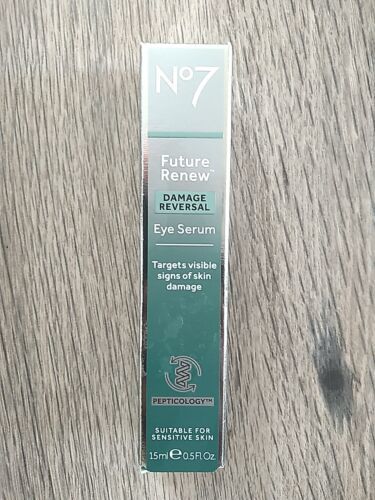 No7
Future
Renew™
DAMAGE
REVERSAL
Eye Serum
Targets visible
signs of skin
damage
PEPTICOLOGY™
SUITABLE FOR
SENSITIVE SKIN
15ml℮0.5Fl.Oz.